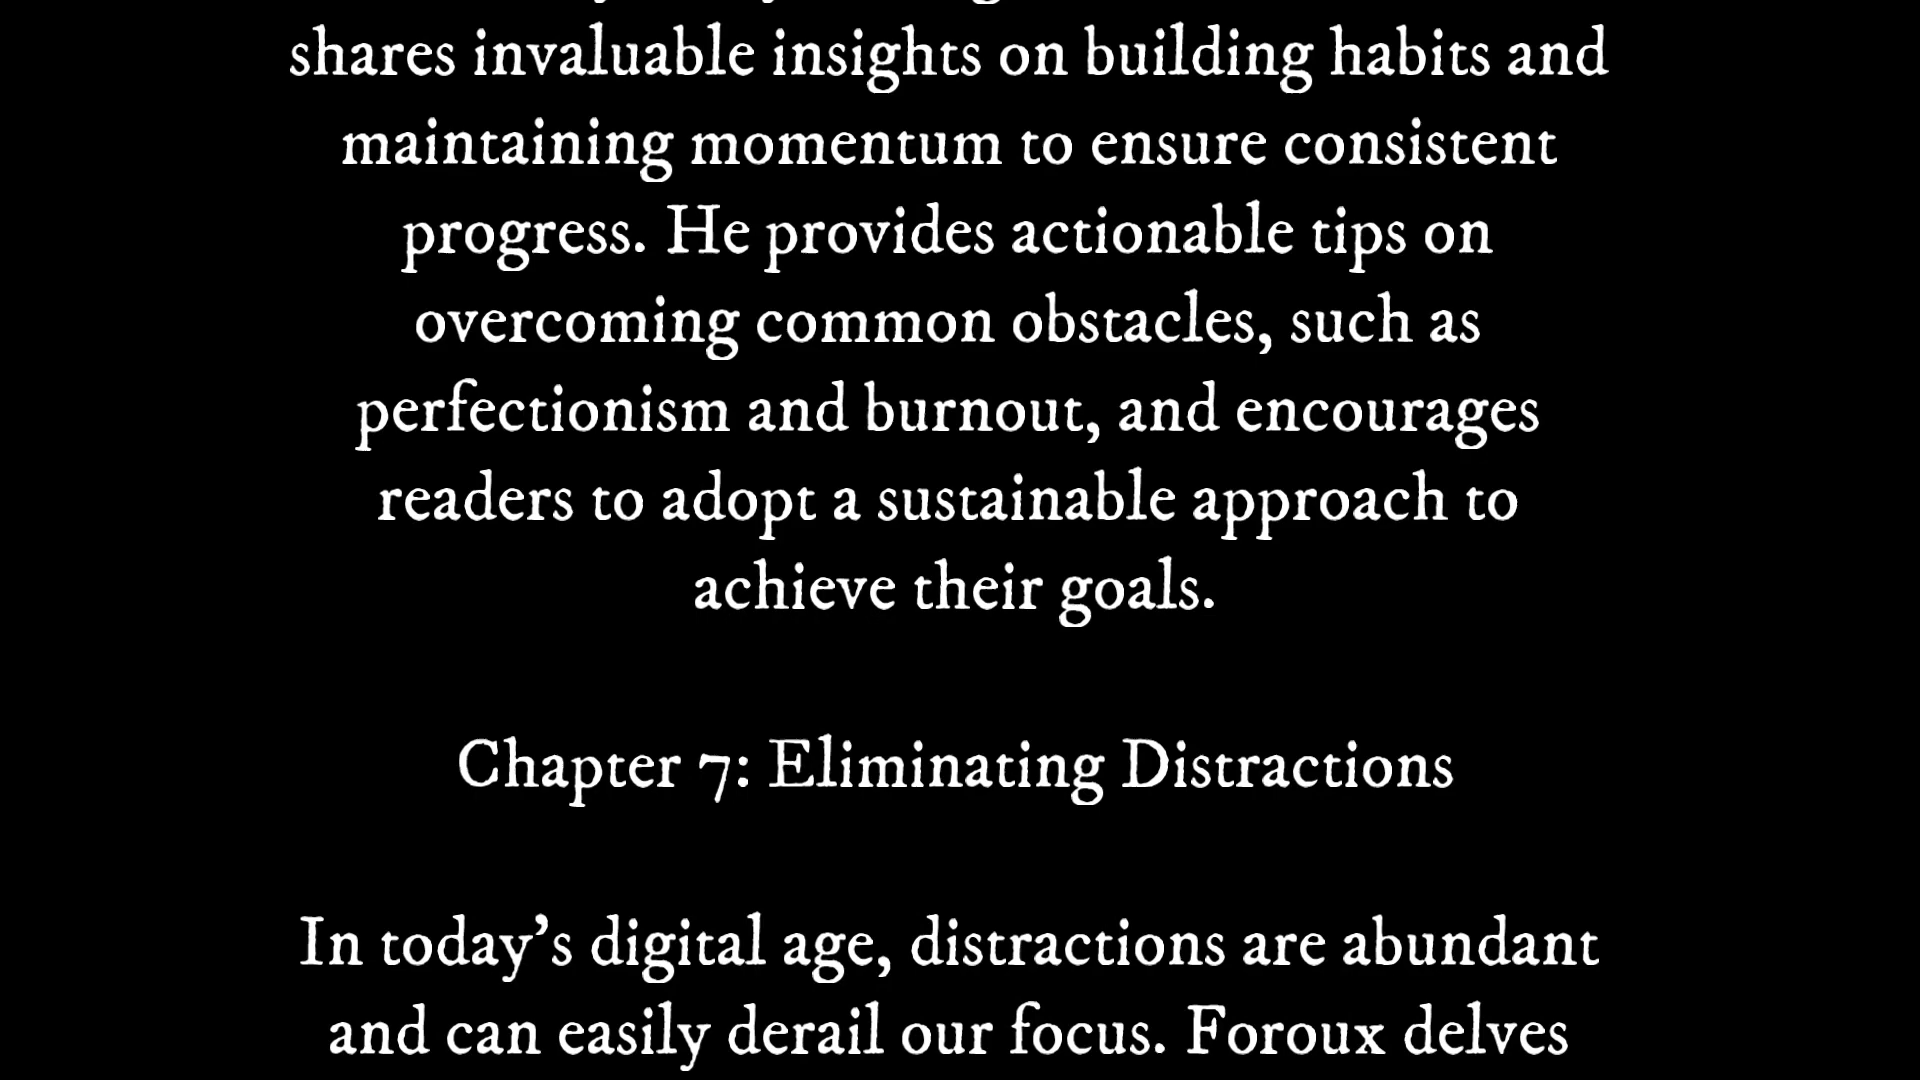 shares invaluable insights on building habits and
maintaining momentum to ensure consistent
progress. He provides actionable tips on
overcoming common obstacles, such as
perfectionism and burnout, and encourages
readers to adopt a sustainable approach to
achieve their goals.
Chapter 7: Eliminating Distractions
In today's digital age, distractions are abundant
and can easily derail our focus. Foroux delves